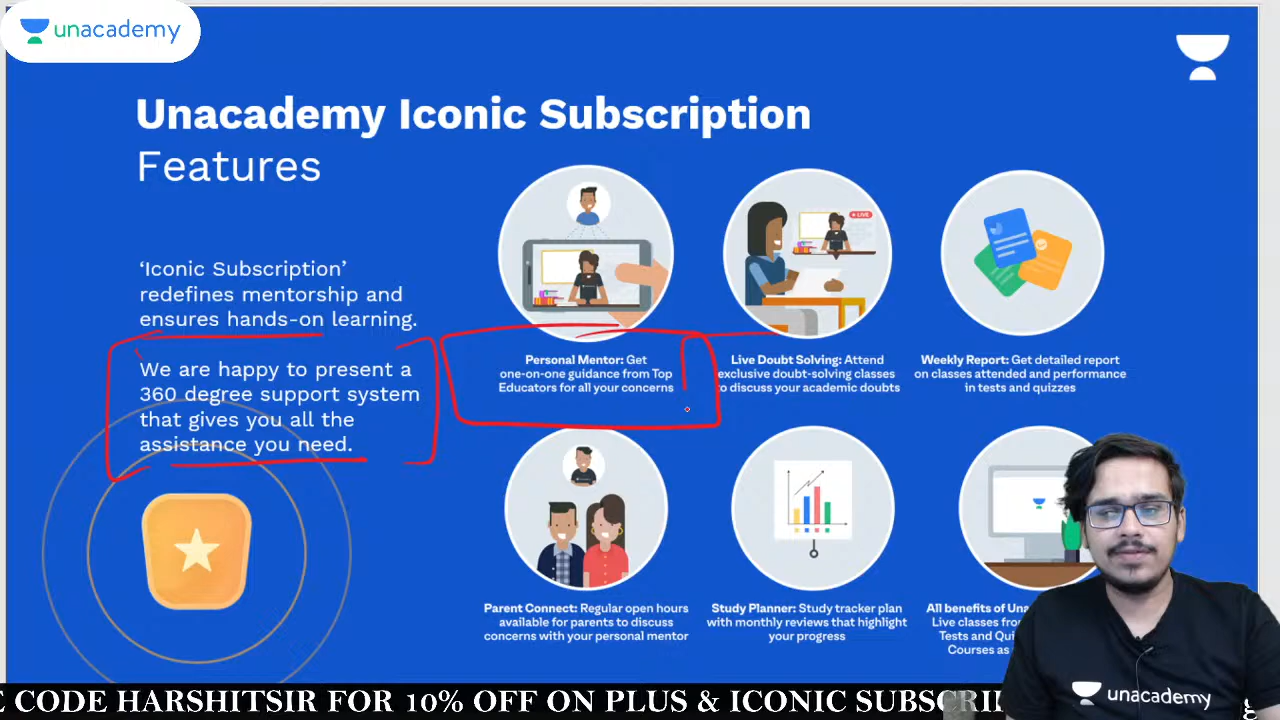 unacademy
Unacademy Iconic Subscription
Features
‘Iconic Subscription’
redefines mentorship and
ensures hands-on learning.
We are happy to present a
360 degree support system
that gives you all the
assistance you need.
LIVE
Personal Mentor: Get
one-on-one guidance from Top
Educators for all your concerns
Live Doubt Solving: Attend
exclusive doubt-solving classes
to discuss your academic doubts
Weekly Report: Get detailed report
on classes attended and performance
in tests and quizzes
Parent Connect: Regular open hours
available for parents to discuss
concerns with your personal mentor
Study Planner: Study tracker plan
with monthly reviews that highlight
your progress
All benefits of
Live classes
Tests and
Courses as
unacademy
CODE HARSHITSIR FOR 10% OFF ON PLUS & ICONIC